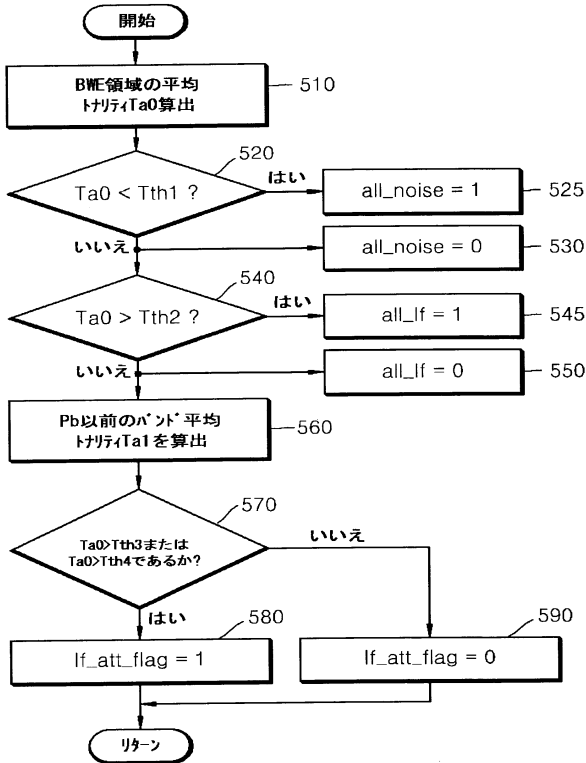 開始
BWE領域の平均
トナリティTa0算出
510
520
Ta0 < Tth1 ?
はい
all_noise = 1
525
いいえ
all_noise = 0
530
540
Ta0 > Tth2 ?
はい
all_lf = 1
545
いいえ
all_lf = 0
550
Pb以前のバンド平均
トナリティTa1を算出
560
570
Ta0>Tth3または
Ta0>Tth4であるか?
いいえ
はい
580
lf_att_flag = 1
590
lf_att_flag = 0
リターン